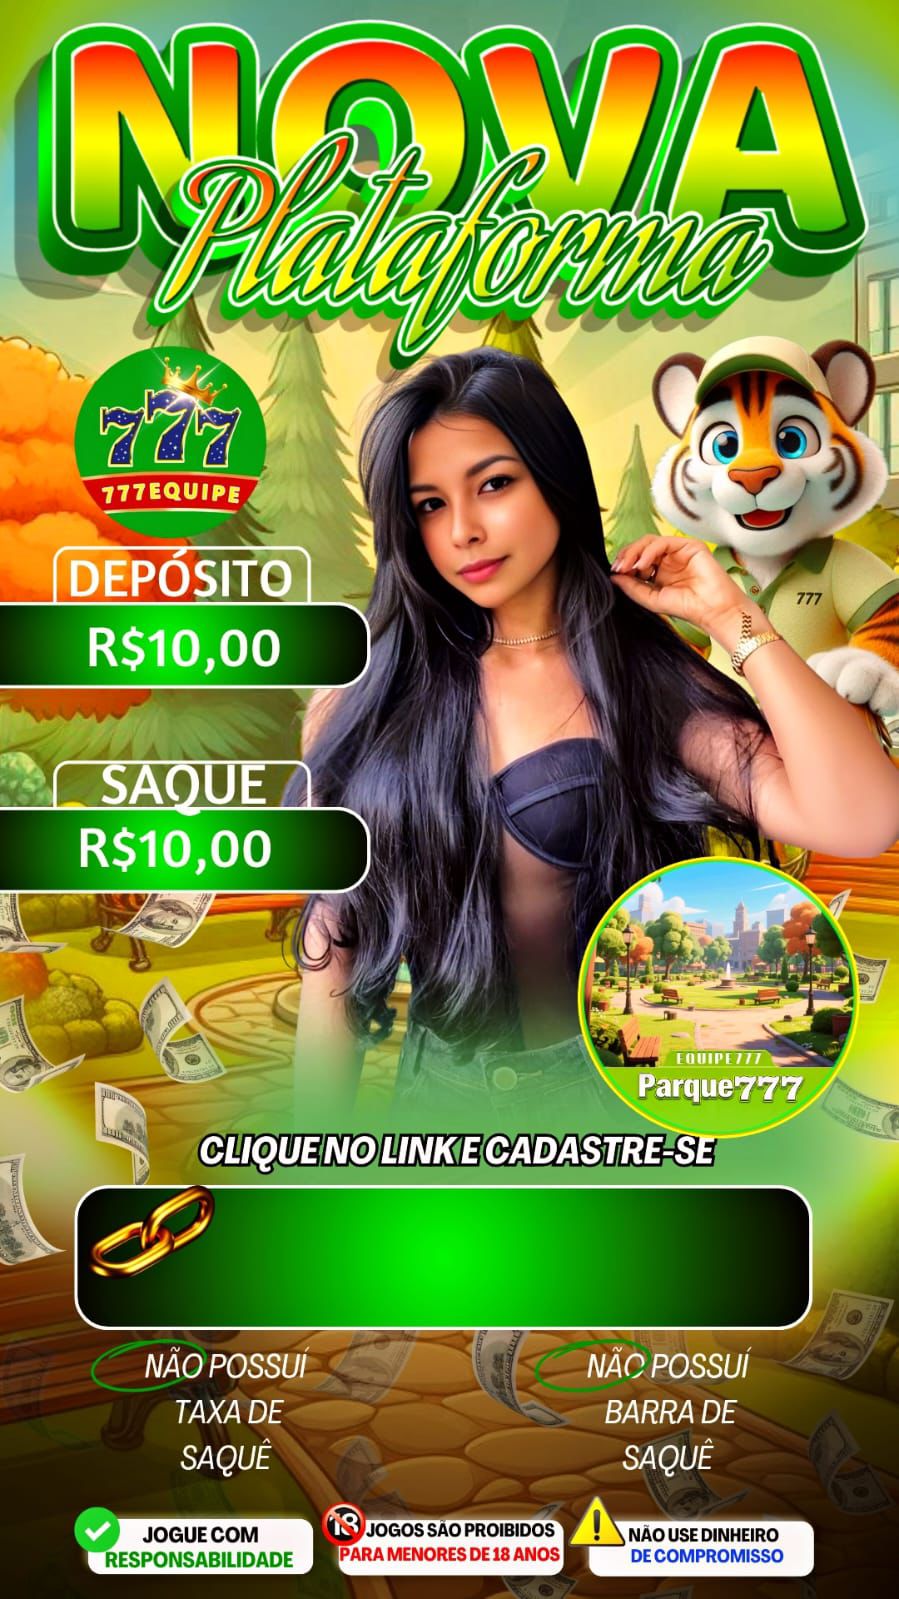 NOVA
Plataforma
777
777EQUIPE
777
DEPÓSITO
R$10,00
SAQUE
R$10,00
EQUIPE777
Parque777
CLIQUE NO LINK E CADASTRE-SE
NÃO POSSUÍ
TAXA DE
SAQUÊ
NÃO POSSUÍ
BARRA DE
SAQUÊ
JOGUE COM
RESPONSABILIDADE
18
JOGOS SÃO PROIBIDOS
PARA MENORES DE 18 ANOS
NÃO USE DINHEIRO
DE COMPROMISSO